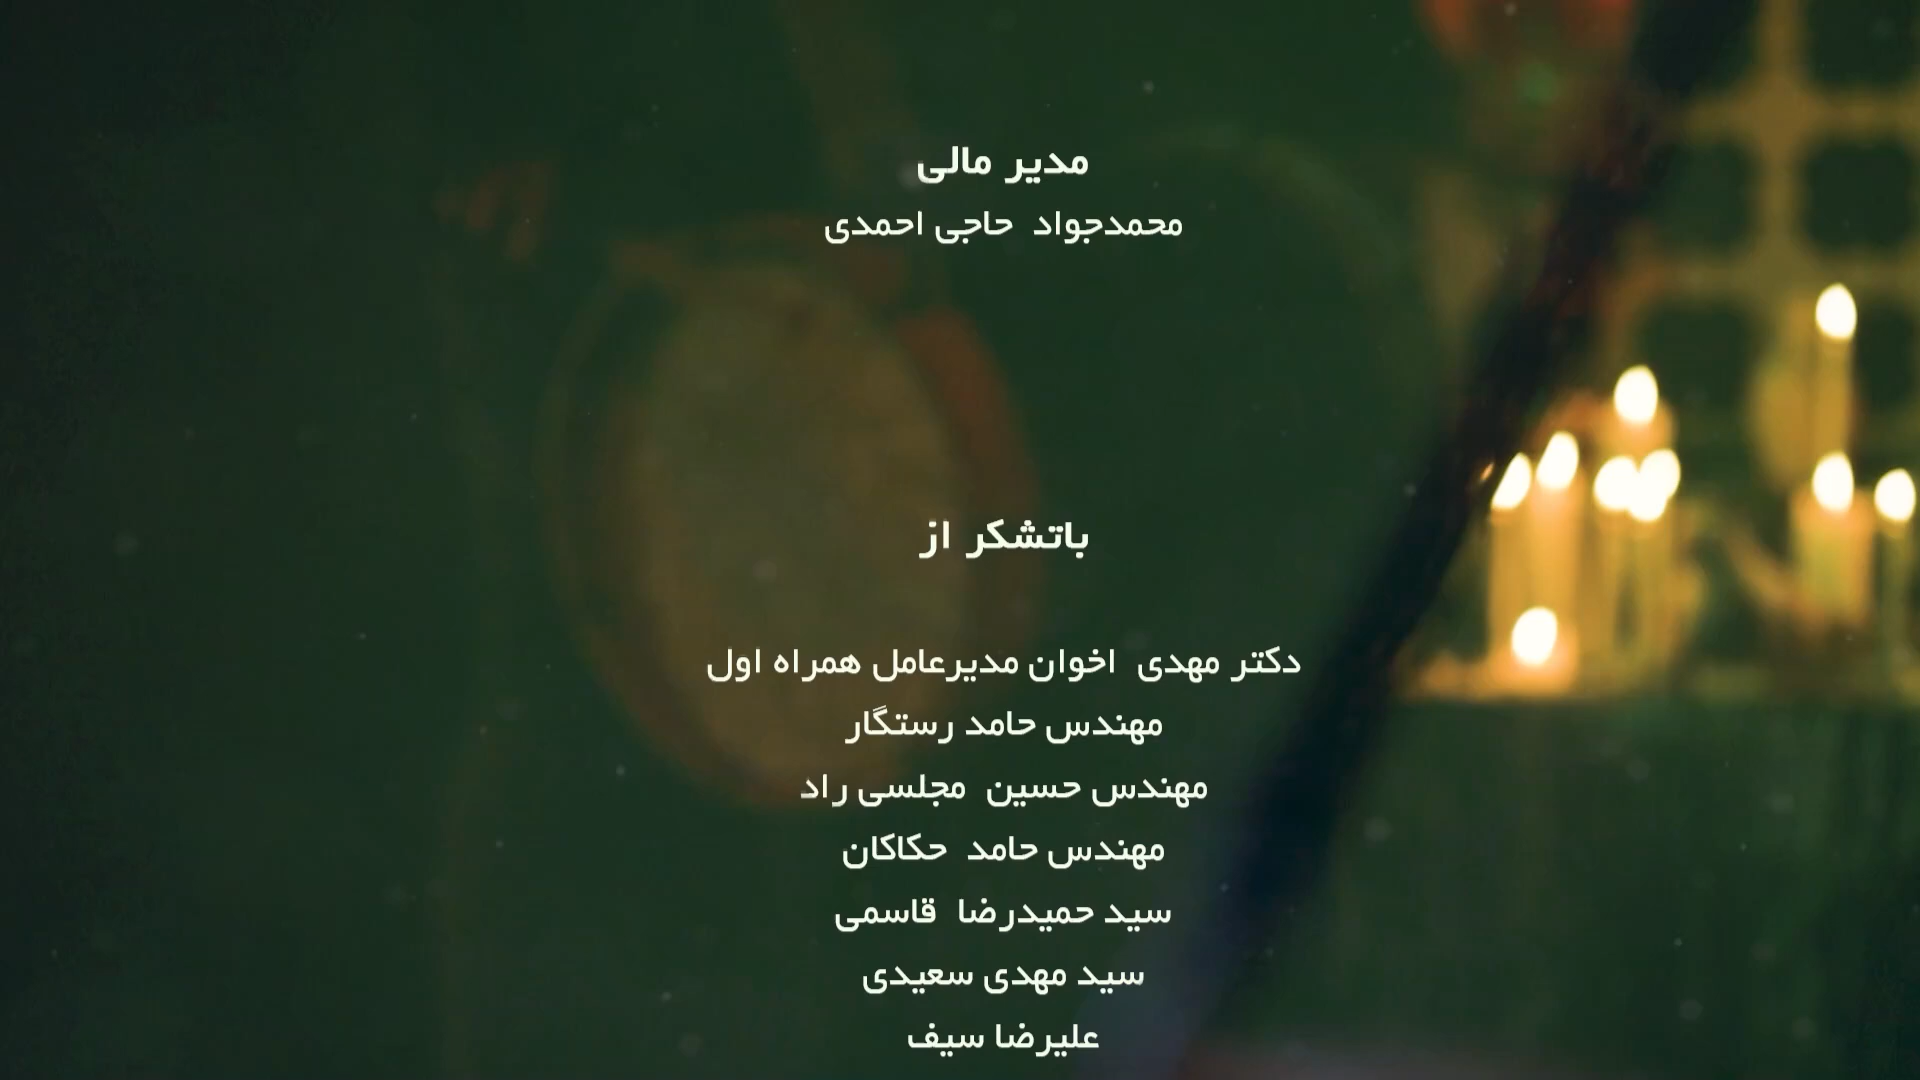 مدیر مالی
محمدجواد حاجی احمدی
باتشکر از
دکتر مهدی اخوان مدیرعامل همراه اول
مهندس حامد رستگار
مهندس حسین مجلسی راد
مهندس حامد حکاکان
سید حمیدرضا قاسمی
سید مهدی سعیدی
علیرضا سیف